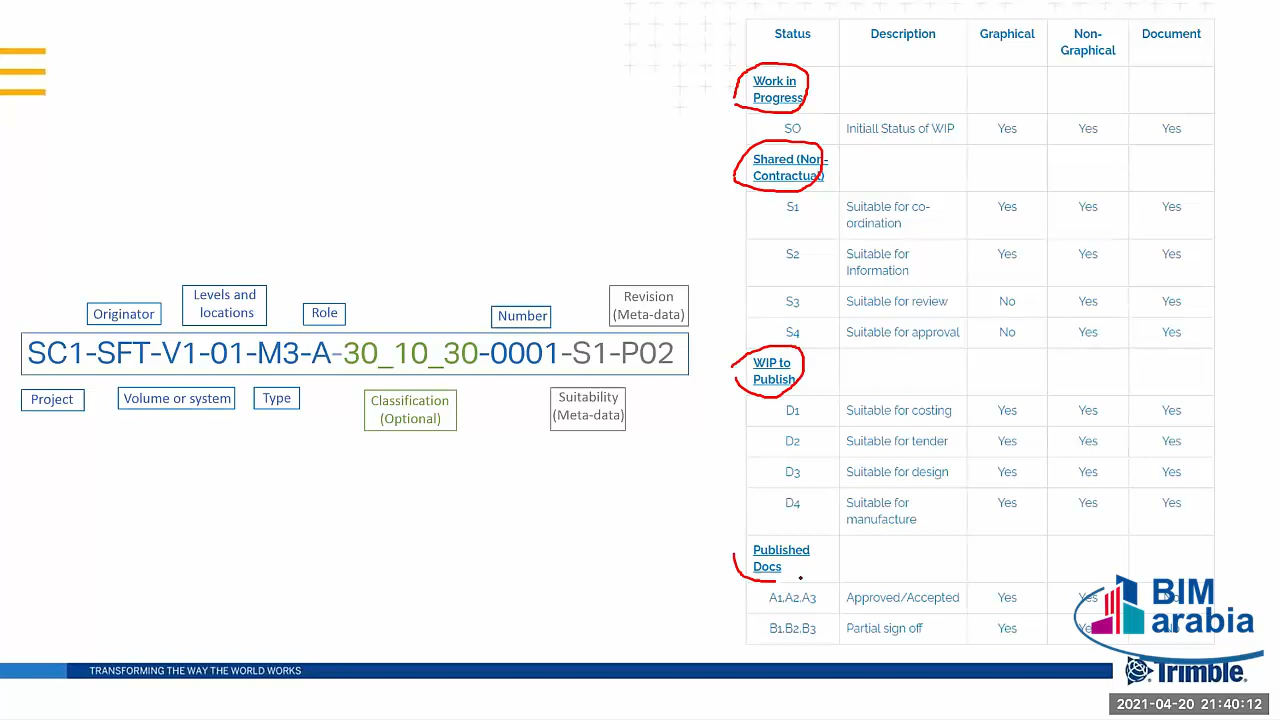 Status Description Graphical Non-Graphical Document
Work in Progress
SO Initiall Status of WIP Yes Yes Yes
Shared (Non-Contractual)
S1 Suitable for co-ordination Yes Yes Yes
S2 Suitable for Information Yes Yes Yes
S3 Suitable for review No Yes Yes
S4 Suitable for approval No Yes Yes
WIP to Publish
D1 Suitable for costing Yes Yes Yes
D2 Suitable for tender Yes Yes Yes
D3 Suitable for design Yes Yes Yes
D4 Suitable for manufacture Yes Yes Yes
Published Docs
A1,A2,A3 Approved/Accepted Yes Yes
B1,B2,B3 Partial sign off Yes
Originator
Levels and
locations
Role
Number
Revision
(Meta-data)
SC1-SFT-V1-01-M3-A-30_10_30-0001-S1-P02
Project
Volume or system
Type
Classification
(Optional)
Suitability
(Meta-data)
BIM
arabia
TRANSFORMING THE WAY THE WORLD WORKS
Trimble
2021-04-20 21:40:12